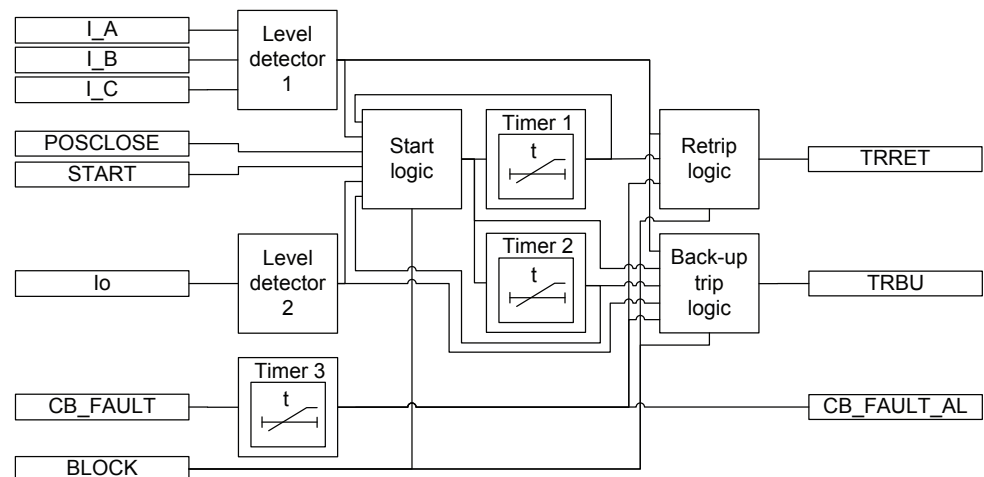 I_A
I_B
I_C
Level
detector
1
POSCLOSE
START
Start
logic
Timer 1
t
Retrip
logic
TRRET
Io
Level
detector
2
Timer 2
t
Back-up
trip
logic
TRBU
CB_FAULT
Timer 3
t
CB_FAULT_AL
BLOCK